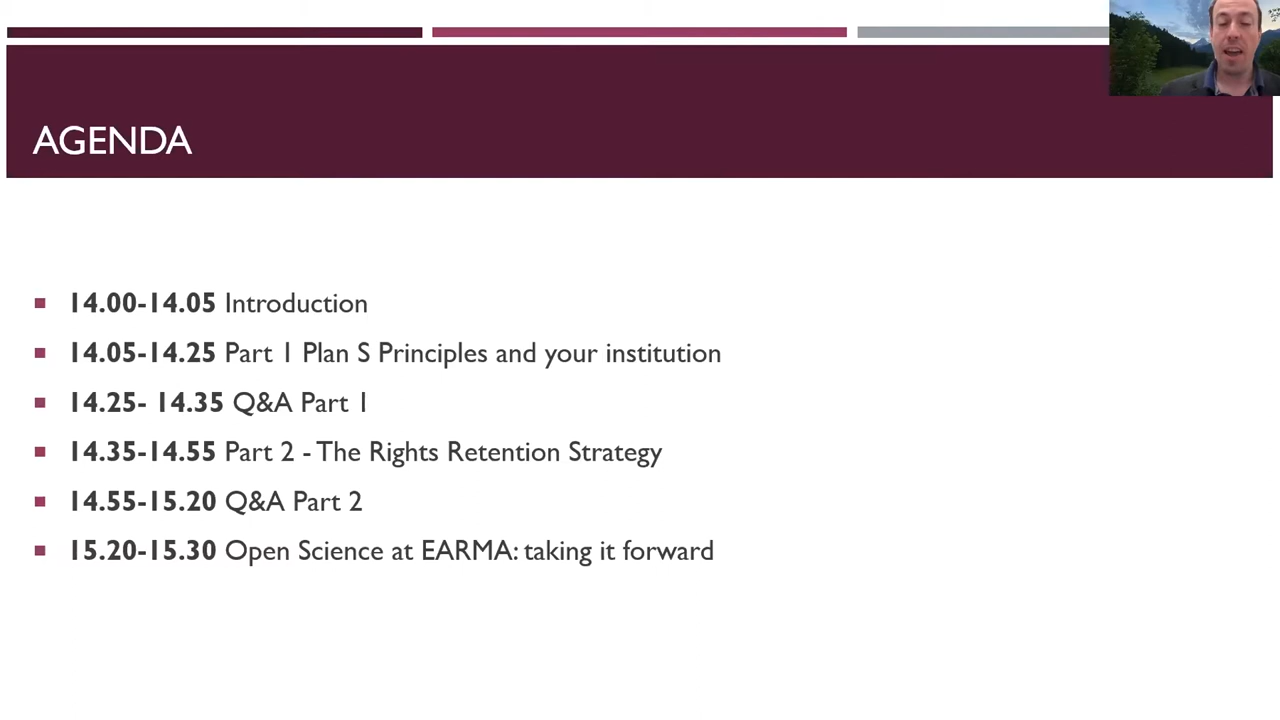 AGENDA
14.00-14.05 Introduction
14.05-14.25 Part 1 Plan S Principles and your institution
14.25- 14.35 Q&A Part 1
14.35-14.55 Part 2 - The Rights Retention Strategy
14.55-15.20 Q&A Part 2
15.20-15.30 Open Science at EARMA: taking it forward